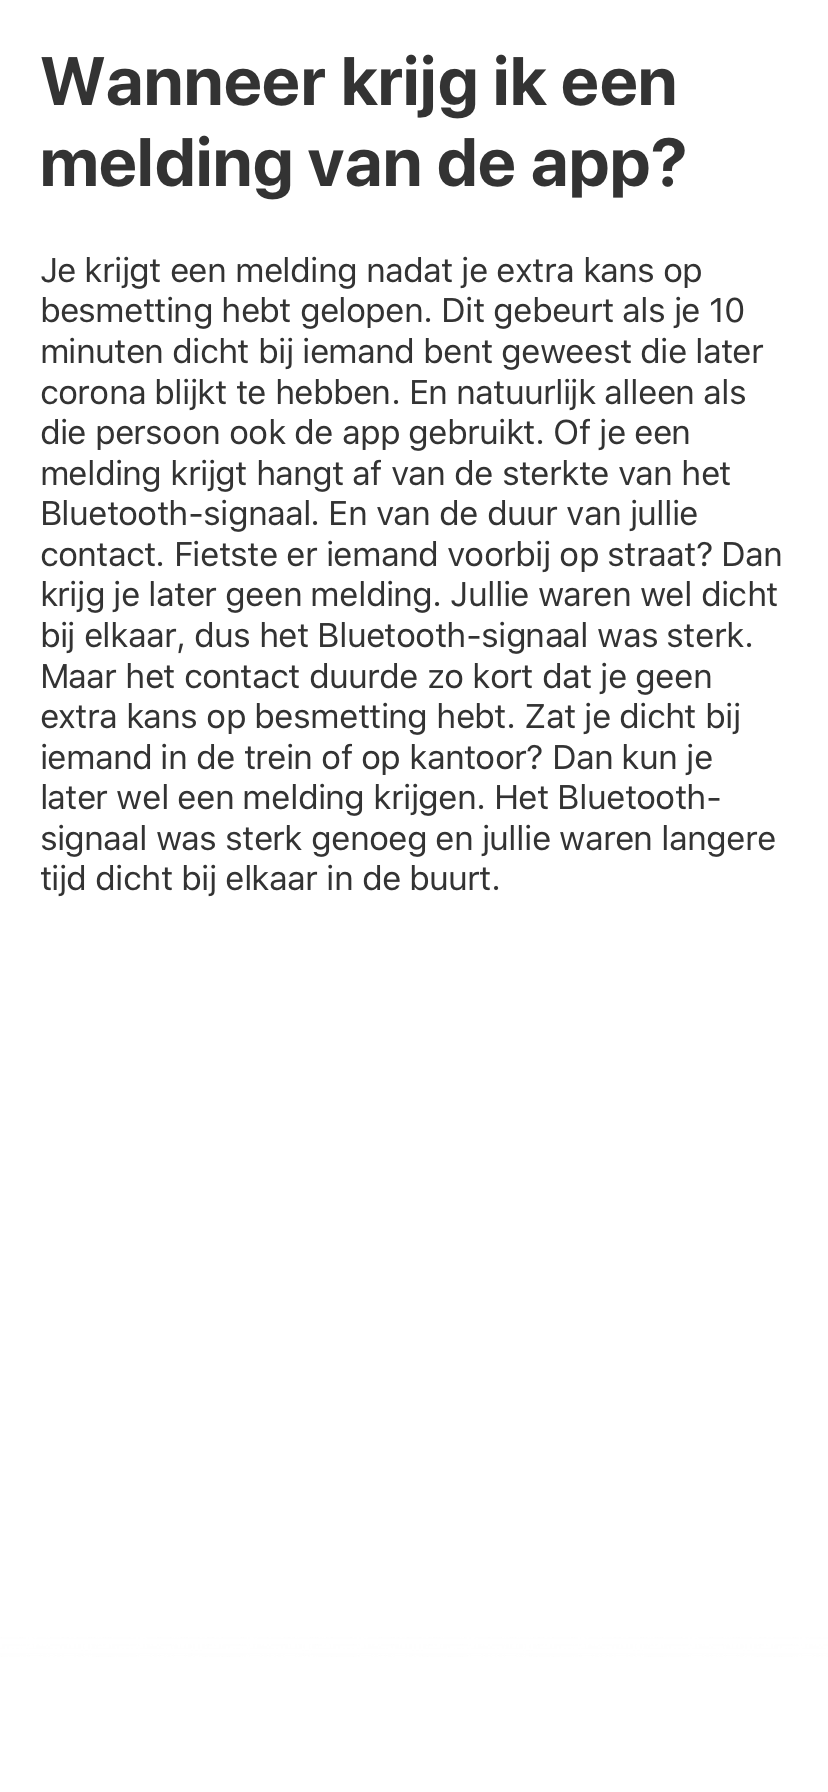 Wanneer krijg ik een
melding van de app?
Je krijgt een melding nadat je extra kans op
besmetting hebt gelopen. Dit gebeurt als je 10
minuten dicht bij iemand bent geweest die later
corona blijkt te hebben. En natuurlijk alleen als
die persoon ook de app gebruikt. Of je een
melding krijgt hangt af van de sterkte van het
Bluetooth-signaal. En van de duur van jullie
contact. Fietste er iemand voorbij op straat? Dan
krijg je later geen melding. Jullie waren wel dicht
bij elkaar, dus het Bluetooth-signaal was sterk.
Maar het contact duurde zo kort dat je geen
extra kans op besmetting hebt. Zat je dicht bij
iemand in de trein of op kantoor? Dan kun je
later wel een melding krijgen. Het Bluetooth-
signaal was sterk genoeg en jullie waren langere
tijd dicht bij elkaar in de buurt.